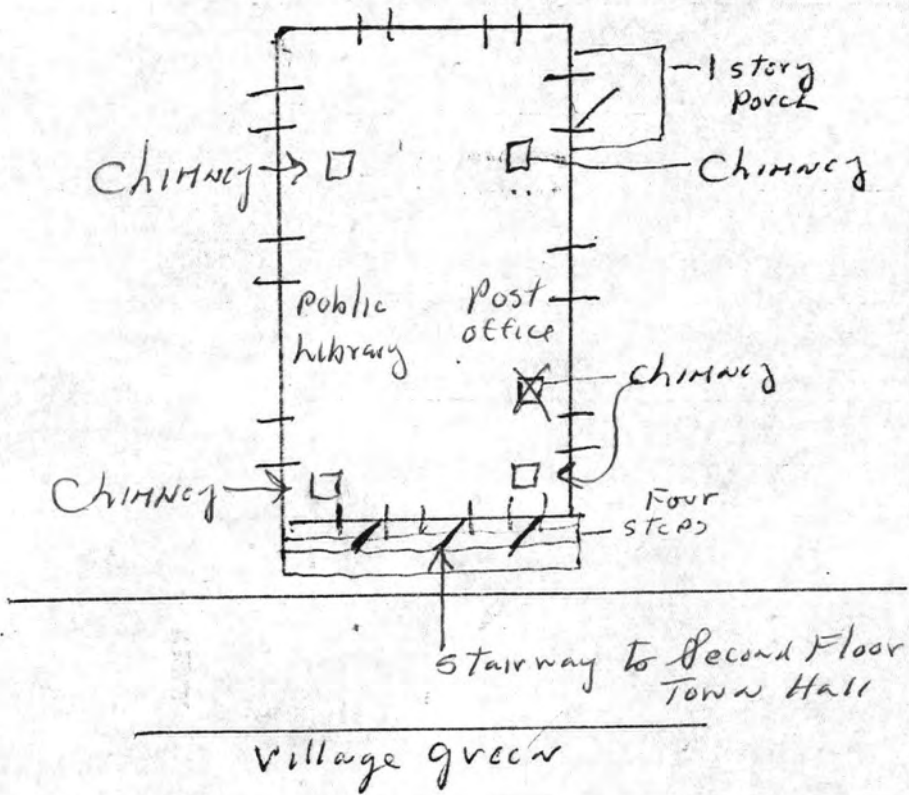 1 story
Porch
Chimney
Chimney
Public
Library
Post
office
Chimney
Chimney
Four
steps
Stairway to Second Floor
Town Hall
Village green